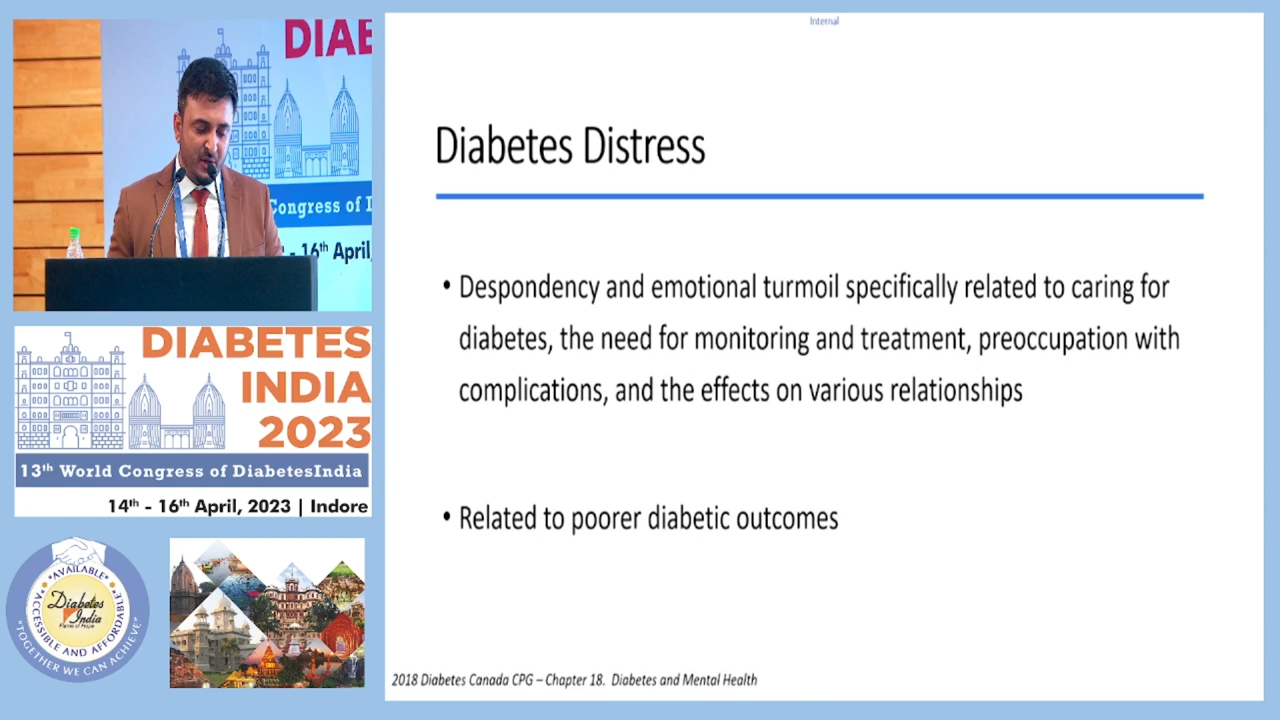 DIAB
Congress of I
- 16th April,
DIABETES
INDIA
2023
13th World Congress of DiabetesIndia
14th - 16th April, 2023 | Indore
*AVAILABLE*
*ACCESSIBLE AND AFFORDABLE*
Diabetes
India
"TOGETHER WE CAN ACHIEVE"
Internal
Diabetes Distress
• Despondency and emotional turmoil specifically related to caring for
diabetes, the need for monitoring and treatment, preoccupation with
complications, and the effects on various relationships
• Related to poorer diabetic outcomes
2018 Diabetes Canada CPG – Chapter 18. Diabetes and Mental Health